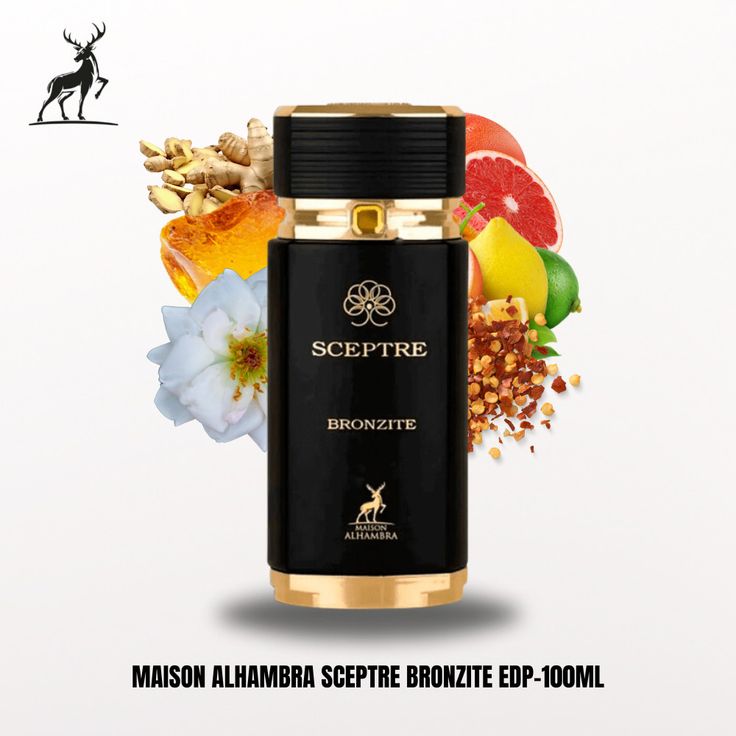 SCEPTRE
BRONZITE
MAISON
ALHAMBRA
MAISON ALHAMBRA SCEPTRE BRONZITE EDP-100ML